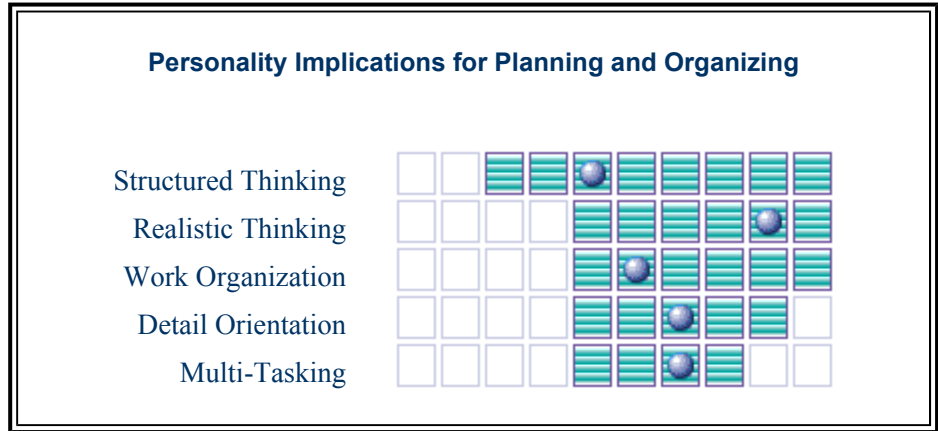 Personality Implications for Planning and Organizing
Structured Thinking
Realistic Thinking
Work Organization
Detail Orientation
Multi-Tasking